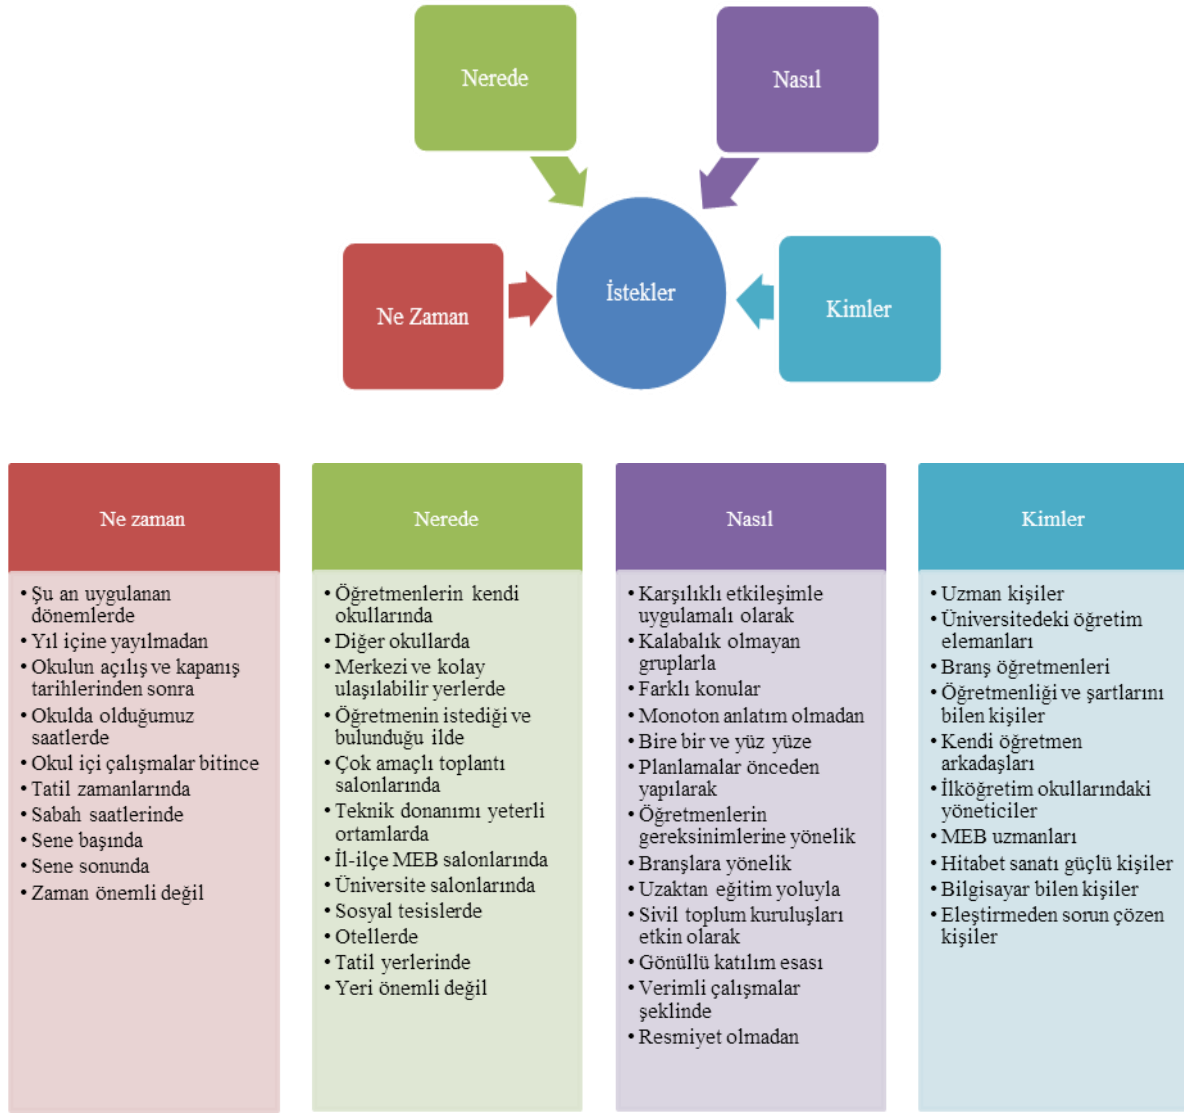 Nerede
Nasıl
Ne Zaman
İstekler
Kimler
Ne zaman
• Şu an uygulanan
dönemlerde
• Yıl içine yayılmadan
• Okulun açılış ve kapanış
tarihlerinden sonra
• Okulda olduğumuz
saatlerde
• Okul içi çalışmalar bitince
• Tatil zamanlarında
• Sabah saatlerinde
• Sene başında
• Sene sonunda
• Zaman önemli değil
Nerede
• Öğretmenlerin kendi
okullarında
• Diğer okullarda
• Merkezi ve kolay
ulaşılabilir yerlerde
• Öğretmenin istediği ve
bulunduğu ilde
• Çok amaçlı toplantı
salonlarında
• Teknik donanımı yeterli
ortamlarda
• İl-ilçe MEB salonlarında
• Üniversite salonlarında
• Sosyal tesislerde
• Otellerde
• Tatil yerlerinde
• Yeri önemli değil
Nasıl
• Karşılıklı etkileşimle
uygulamalı olarak
• Kalabalık olmayan
gruplarla
• Farklı konular
• Monoton anlatım olmadan
• Bire bir ve yüz yüze
• Planlamalar önceden
yapılarak
• Öğretmenlerin
gereksinimlerine yönelik
• Branşlara yönelik
• Uzaktan eğitim yoluyla
• Sivil toplum kuruluşları
etkin olarak
• Gönüllü katılım esası
• Verimli çalışmalar
şeklinde
• Resmiyet olmadan
Kimler
• Uzman kişiler
• Üniversitedeki öğretim
elemanları
• Branş öğretmenleri
• Öğretmenliği ve şartlarını
bilen kişiler
• Kendi öğretmen
arkadaşları
• İlköğretim okullarındaki
yöneticiler
• MEB uzmanları
• Hitabet sanatı güçlü kişiler
• Bilgisayar bilen kişiler
• Eleştirmeden sorun çözen
kişiler